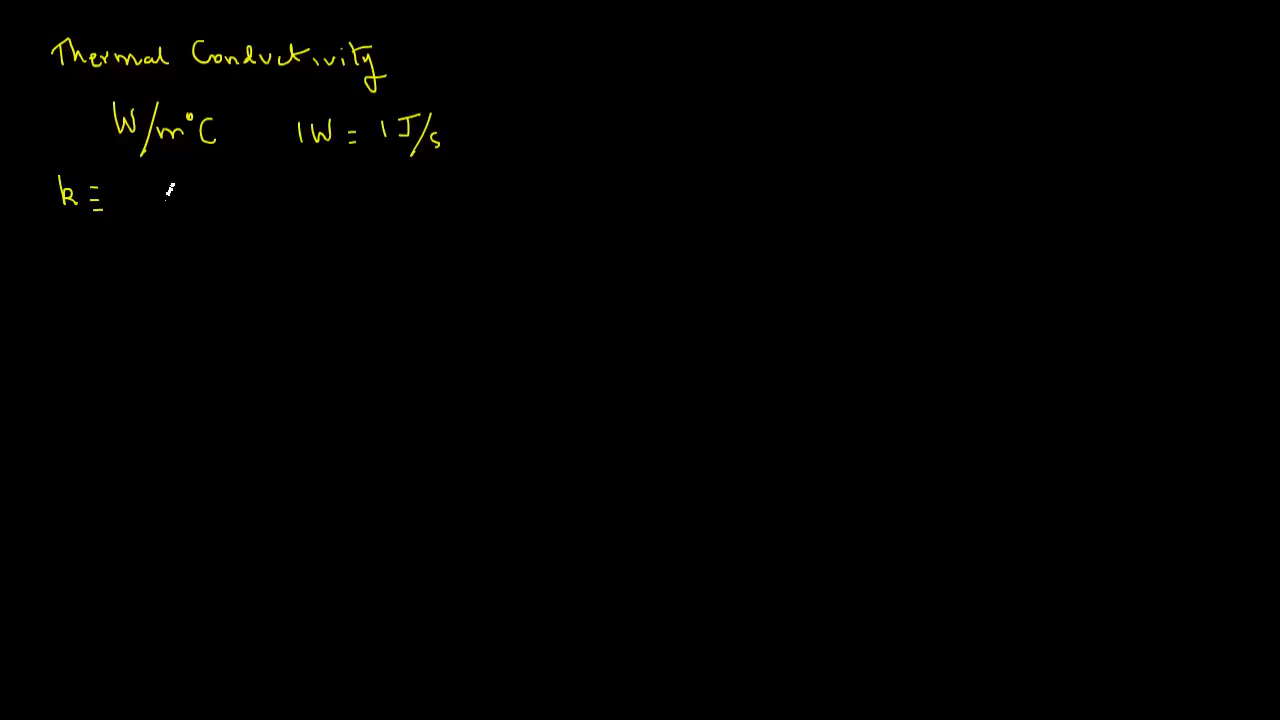 Thermal Conductivity
W/m°C 1W = 1 J/s
k ≡